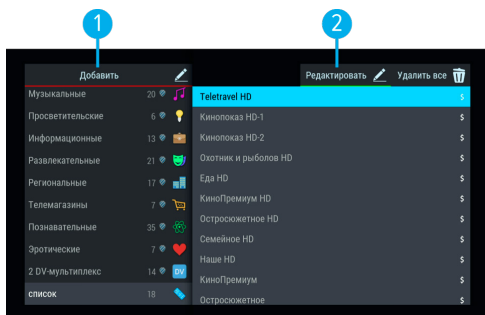 1
2
Добавить
Редактировать
Удалить все
Музыкальные 20
Просветительские 6
Информационные 13
Развлекательные 21
Региональные 17
Телемагазины 7
Познавательные 35
Эротические 7
2 DV-мультиплекс 14 DV
список 18
Teletravel HD $
Кинопоказ HD-1 $
Кинопоказ HD-2 $
Охотник и рыболов HD $
Еда HD $
КиноПремиум HD $
Остросюжетное HD $
Семейное HD $
Наше HD $
КиноПремиум $
Остросюжетное $